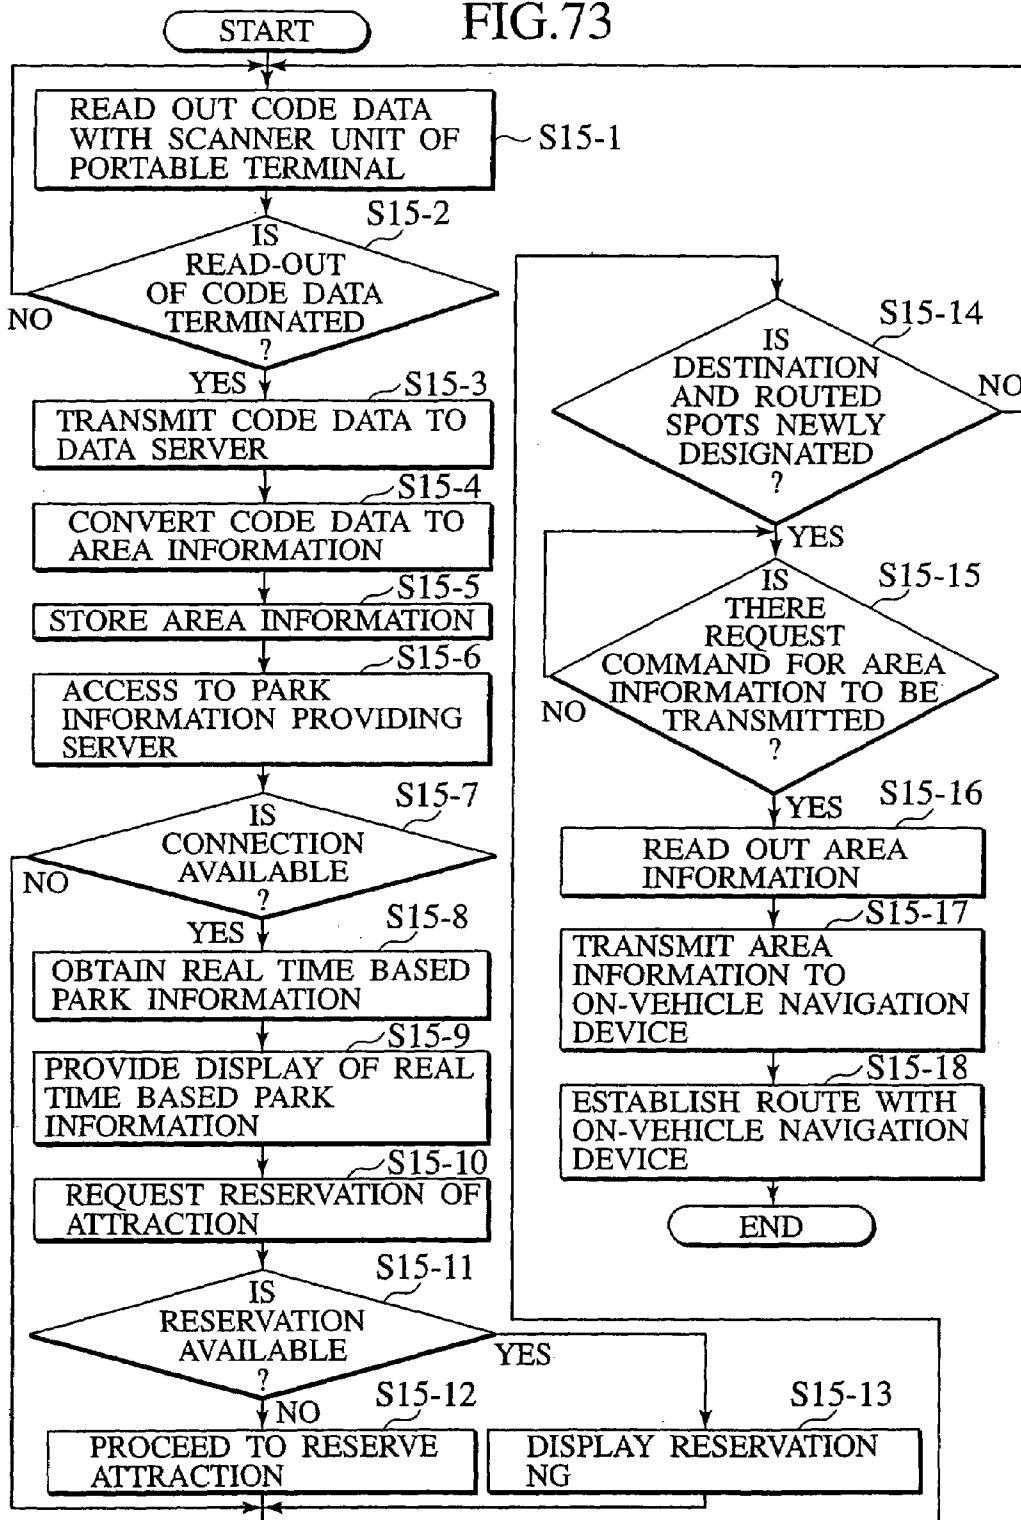 FIG.73
START
READ OUT CODE DATA
WITH SCANNER UNIT OF
PORTABLE TERMINAL
S15-1
S15-2
IS
READ-OUT
OF CODE DATA
TERMINATED
?
NO
YES
S15-3
TRANSMIT CODE DATA TO
DATA SERVER
S15-4
CONVERT CODE DATA TO
AREA INFORMATION
S15-5
STORE AREA INFORMATION
S15-6
ACCESS TO PARK
INFORMATION PROVIDING
SERVER
S15-7
IS
CONNECTION
AVAILABLE
?
NO
YES
S15-8
OBTAIN REAL TIME BASED
PARK INFORMATION
S15-9
PROVIDE DISPLAY OF REAL
TIME BASED PARK
INFORMATION
S15-10
REQUEST RESERVATION OF
ATTRACTION
S15-11
IS
RESERVATION
AVAILABLE
?
YES
NO
S15-12
PROCEED TO RESERVE
ATTRACTION
S15-13
DISPLAY RESERVATION
NG
S15-14
IS
DESTINATION
AND ROUTED
SPOTS NEWLY
DESIGNATED
?
NO
YES
S15-15
IS
THERE
REQUEST
COMMAND FOR AREA
INFORMATION TO BE
TRANSMITTED
?
NO
YES
S15-16
READ OUT AREA
INFORMATION
S15-17
TRANSMIT AREA
INFORMATION TO
ON-VEHICLE NAVIGATION
DEVICE
S15-18
ESTABLISH ROUTE WITH
ON-VEHICLE NAVIGATION
DEVICE
END